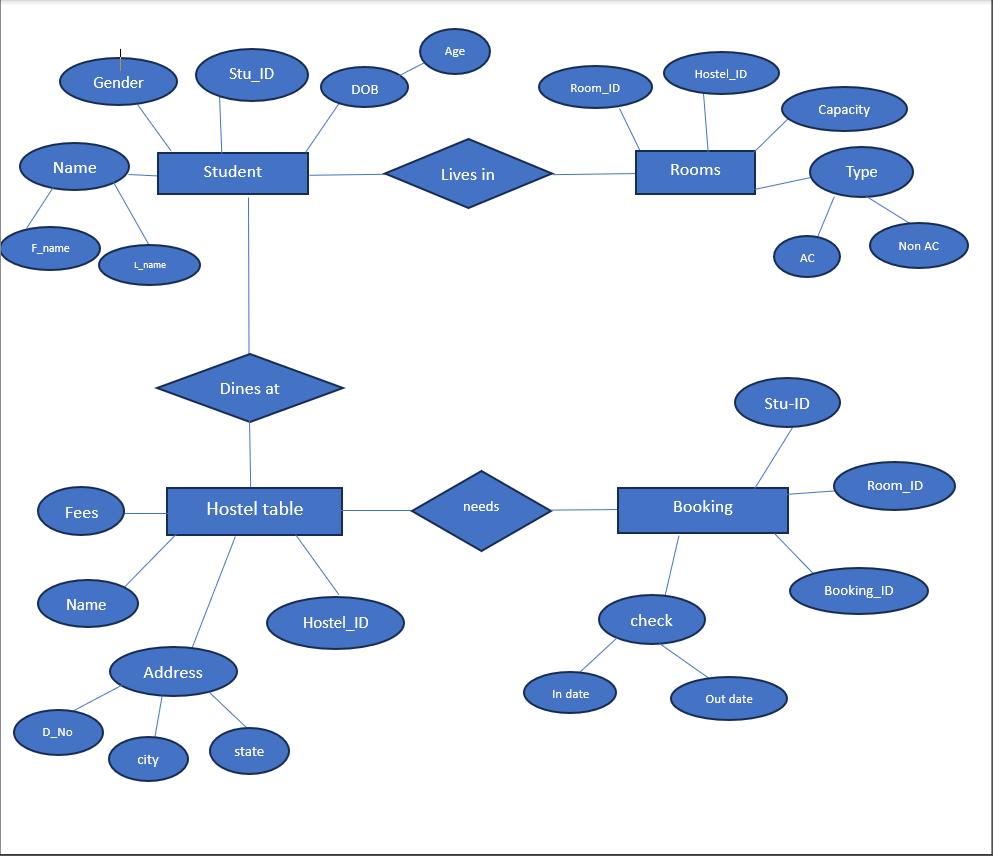 Age
Gender
Stu_ID
DOB
Room_ID
Hostel_ID
Capacity
Name
Student
Lives in
Rooms
Type
F_name
L_name
AC
Non AC
Dines at
Stu-ID
Fees
Hostel table
needs
Booking
Room_ID
Name
Hostel_ID
check
Booking_ID
Address
In date
Out date
D_No
city
state